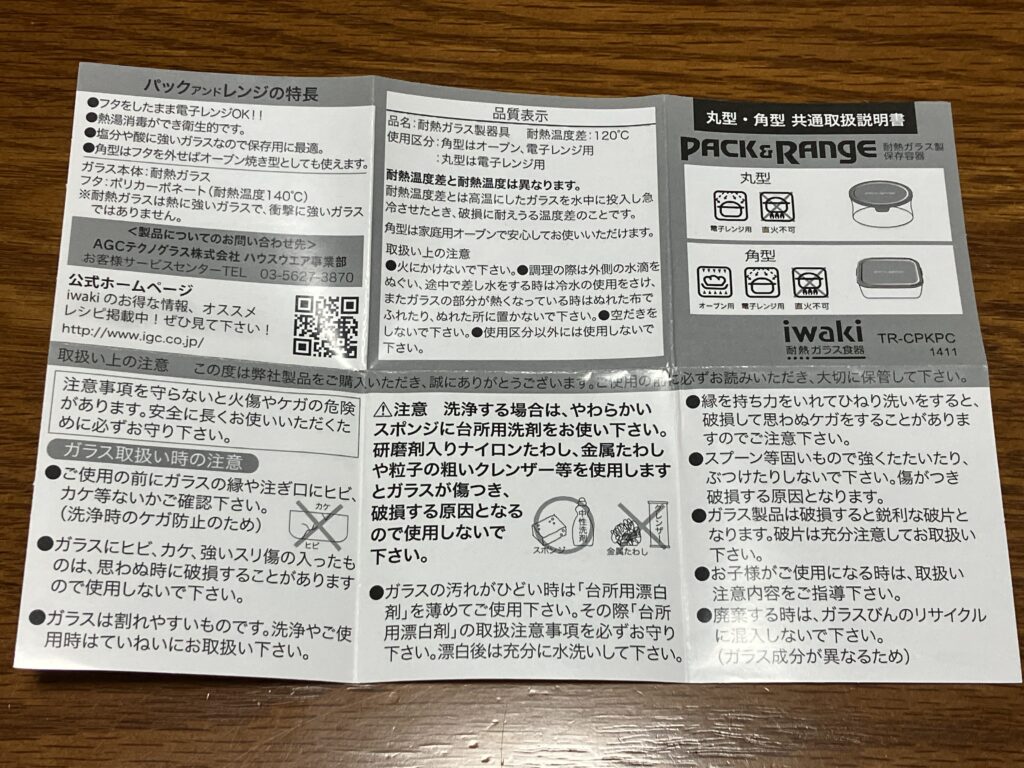 パックアンドレンジの特長
●フタをしたまま電子レンジOK!!
●熱湯消毒ができ衛生的です。
●塩分や酸に強いガラスなので保存用に最適。
●角型はフタを外せばオーブン焼き型としても使えます。
ガラス本体:耐熱ガラス
フタ:ポリカーボネート(耐熱温度140℃)
※耐熱ガラスは熱に強いガラスで、衝撃に強いガラス
ではありません。
<製品についてのお問い合わせ先>
AGCテクノグラス株式会社 ハウスウエア事業部
お客様サービスセンターTEL 03-5627-3870
公式ホームページ
iwaki のお得な情報、オススメ
レシピ掲載中!ぜひ見て下さい!
http://www.igc.co.jp/
品質表示
品名:耐熱ガラス製器具 耐熱温度差:120℃
使用区分:角型はオーブン、電子レンジ用
:丸型は電子レンジ用
耐熱温度差と耐熱温度は異なります。
耐熱温度差とは高温にしたガラスを水中に投入し急
冷させたとき、破損に耐えうる温度差のことです。
角型は家庭用オーブンで安心してお使いいただけます。
取扱い上の注意
●火にかけないで下さい。●調理の際は外側の水滴を
ぬぐい、途中で差し水をする時は冷水の使用をさけ、
またガラスの部分が熱くなっている時はぬれた布で
ふれたり、ぬれた所に置かないで下さい。●空だきを
しないで下さい。●使用区分以外には使用しないで
下さい。
丸型・角型 共通取扱説明書
PACK&RANGE 耐熱ガラス製
保存容器
丸型
電子レンジ用 直火不可
角型
オーブン用 電子レンジ用 直火不可
iwaki
耐熱ガラス食器
TR-CPKPC
1411
取扱い上の注意 この度は弊社製品をご購入いただき、誠にありがとうございます。ご使用の前に必ずお読みいただき、大切に保管して下さい。
注意事項を守らないと火傷やケガの危険
があります。安全に長くお使いいただくた
めに必ずお守り下さい。
ガラス取扱い時の注意
●ご使用の前にガラスの縁や注ぎ口にヒビ、
カケ等ないかご確認下さい。
(洗浄時のケガ防止のため)
カケ
ヒビ
●ガラスにヒビ、カケ、強いスリ傷の入ったも
のは、思わぬ時に破損することがあります
ので使用しないで下さい。
●ガラスは割れやすいものです。洗浄やご使
用時はていねいにお取扱い下さい。
⚠注意 洗浄する場合は、やわらかい
スポンジに台所用洗剤をお使い下さい。
研磨剤入りナイロンたわし、金属たわし
や粒子の粗いクレンザー等を使用します
とガラスが傷つき、
破損する原因となる
ので使用しないで
下さい。
スポンジ
中性洗剤
金属たわし
クレンザー
●ガラスの汚れがひどい時は「台所用漂白
剤」を薄めてご使用下さい。その際「台所
用漂白剤」の取扱注意事項を必ずお守り
下さい。漂白後は充分に水洗いして下さい。
●縁を持ち力をいれてひねり洗いをすると、
破損して思わぬケガをすることがありま
すのでご注意下さい。
●スプーン等固いもので強くたたいたり、
ぶつけたりしないで下さい。傷がつき
破損する原因となります。
●ガラス製品は破損すると鋭利な破片と
なります。破片は充分注意してお取扱い
下さい。
●お子様がご使用になる時は、取扱い
注意内容をご指導下さい。
●廃棄する時は、ガラスびんのリサイクル
に混入しないで下さい。
(ガラス成分が異なるため)